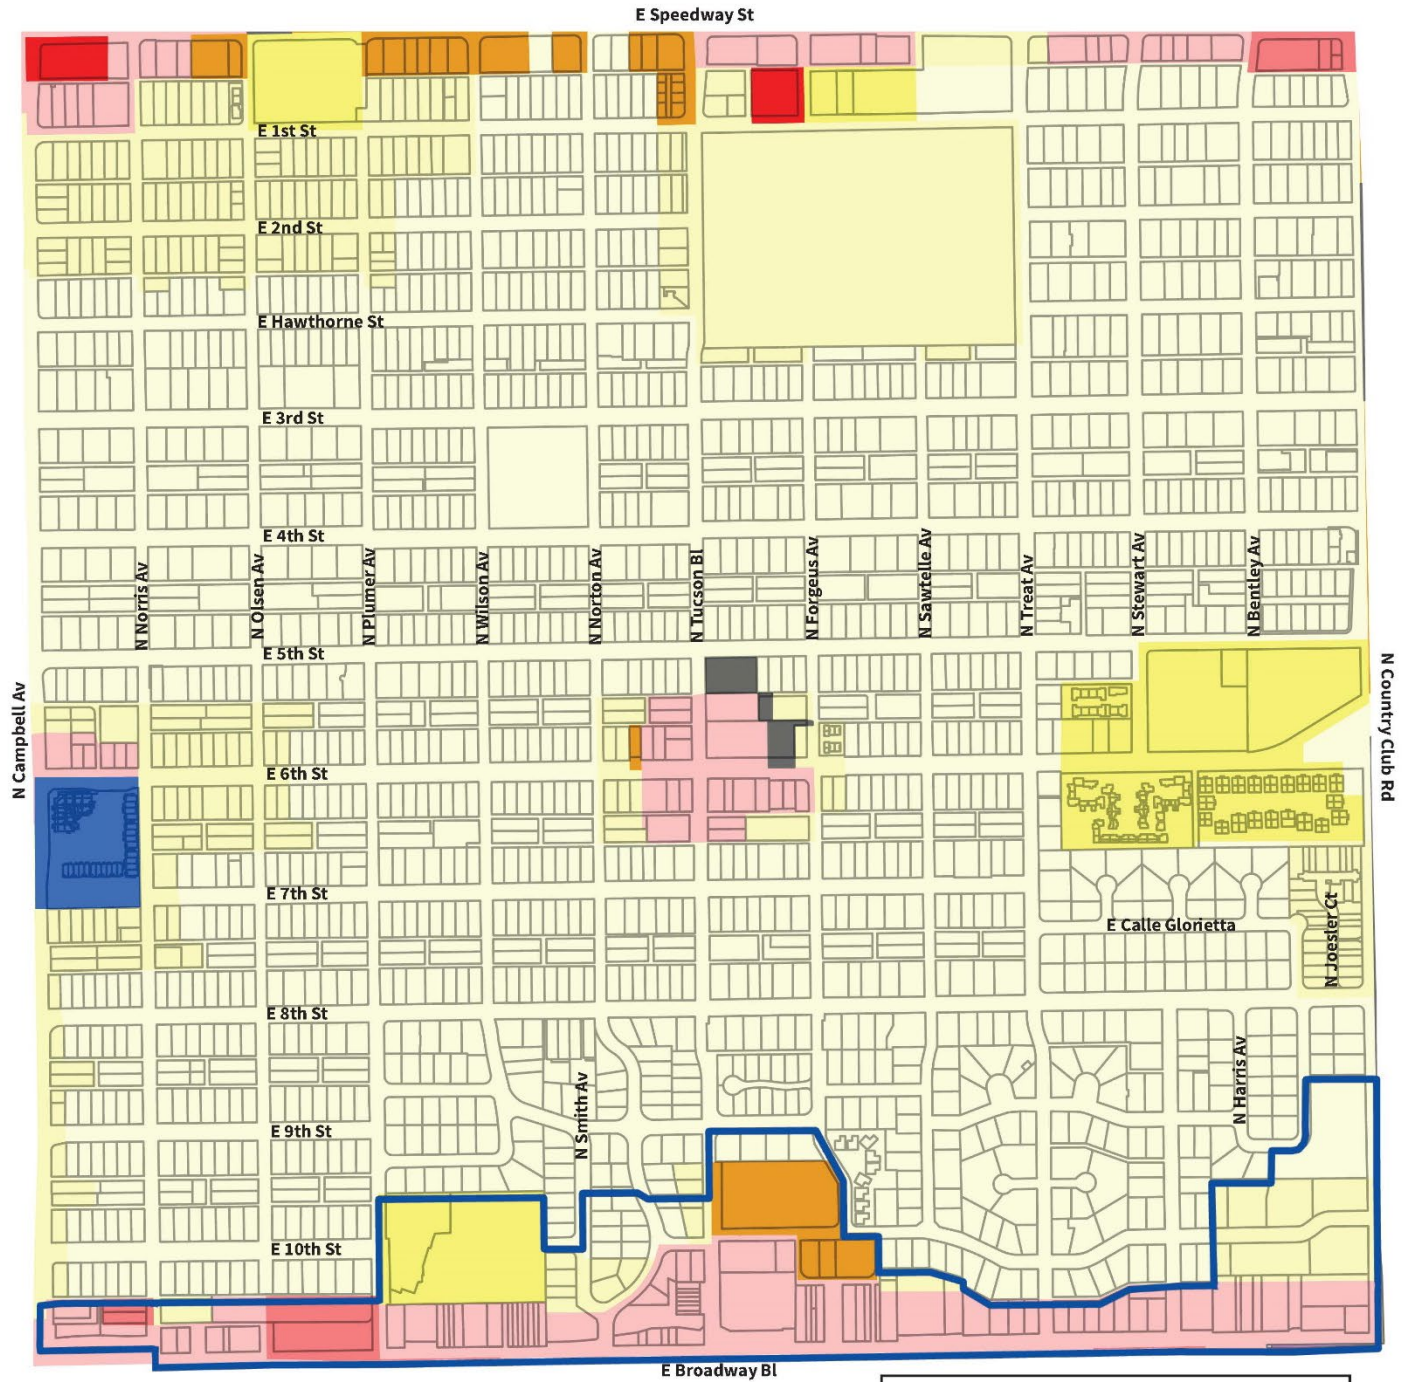 E Speedway St
E 1st St
E 2nd St
E Hawthorne St
E 3rd St
E 4th St
N Norris Av
N Olsen Av
N Plumer Av
N Wilson Av
N Norton Av
N Tucson Bl
N Forgeus Av
N Sawtelle Av
N Treat Av
N Stewart Av
N Bentley Av
E 5th St
N Campbell Av
N Country Club Rd
E 6th St
E 7th St
E Calle Glorietta
N Joesler Ct
E 8th St
N Smith Av
N Harris Av
E 9th St
E 10th St
E Broadway Bl